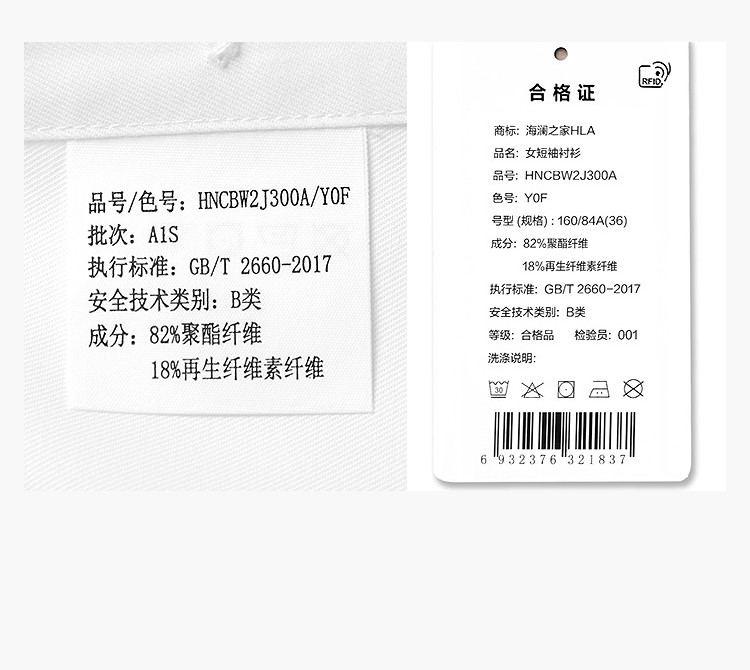 品号/色号：HNCBW2J300A/Y0F
批次：A1S
执行标准：GB/T 2660-2017
安全技术类别：B类
成分：82%聚酯纤维
18%再生纤维素纤维
RFID
合格证
商标：海澜之家HLA
品名：女短袖衬衫
品号：HNCBW2J300A
色号：Y0F
号型 (规格)：160/84A(36)
成分：82%聚酯纤维
18%再生纤维素纤维
执行标准：GB/T 2660-2017
安全技术类别：B类
等级：合格品 检验员：001
洗涤说明：
30
6 932376 321837